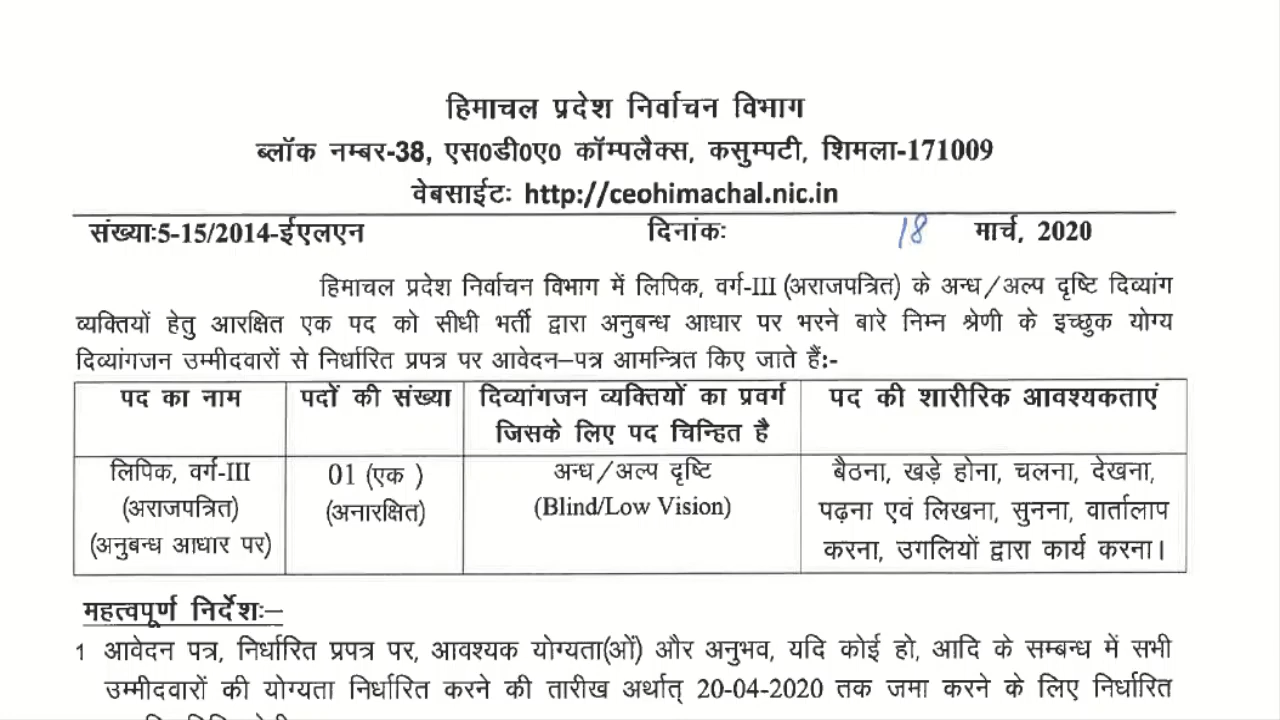 हिमाचल प्रदेश निर्वाचन विभाग
ब्लॉक नम्बर-38, एस0डी0ए0 कॉम्पलैक्स, कसुम्पटी, शिमला-171009
वेबसाईटः http://ceohimachal.nic.in
संख्याः5-15/2014-ईएलएन दिनांकः 18 मार्च, 2020
हिमाचल प्रदेश निर्वाचन विभाग में लिपिक, वर्ग-III (अराजपत्रित) के अन्ध/अल्प दृष्टि दिव्यांग
व्यक्तियों हेतु आरक्षित एक पद को सीधी भर्ती द्वारा अनुबन्ध आधार पर भरने बारे निम्न श्रेणी के इच्छुक योग्य
दिव्यांगजन उम्मीदवारों से निर्धारित प्रपत्र पर आवेदन–पत्र आमन्त्रित किए जाते हैं:-
पद का नाम पदों की संख्या दिव्यांगजन व्यक्तियों का प्रवर्ग पद की शारीरिक आवश्यकताएं
जिसके लिए पद चिन्हित है
लिपिक, वर्ग-III 01 (एक ) अन्ध/अल्प दृष्टि बैठना, खड़े होना, चलना, देखना,
(अराजपत्रित) (अनारक्षित) (Blind/Low Vision) पढ़ना एवं लिखना, सुनना, वार्तालाप
(अनुबन्ध आधार पर) करना, उगलियों द्वारा कार्य करना।
महत्वपूर्ण निर्देशः–
1 आवेदन पत्र, निर्धारित प्रपत्र पर, आवश्यक योग्यता(ओं) और अनुभव, यदि कोई हो, आदि के सम्बन्ध में सभी
उम्मीदवारों की योग्यता निर्धारित करने की तारीख अर्थात् 20-04-2020 तक जमा करने के लिए निर्धारित